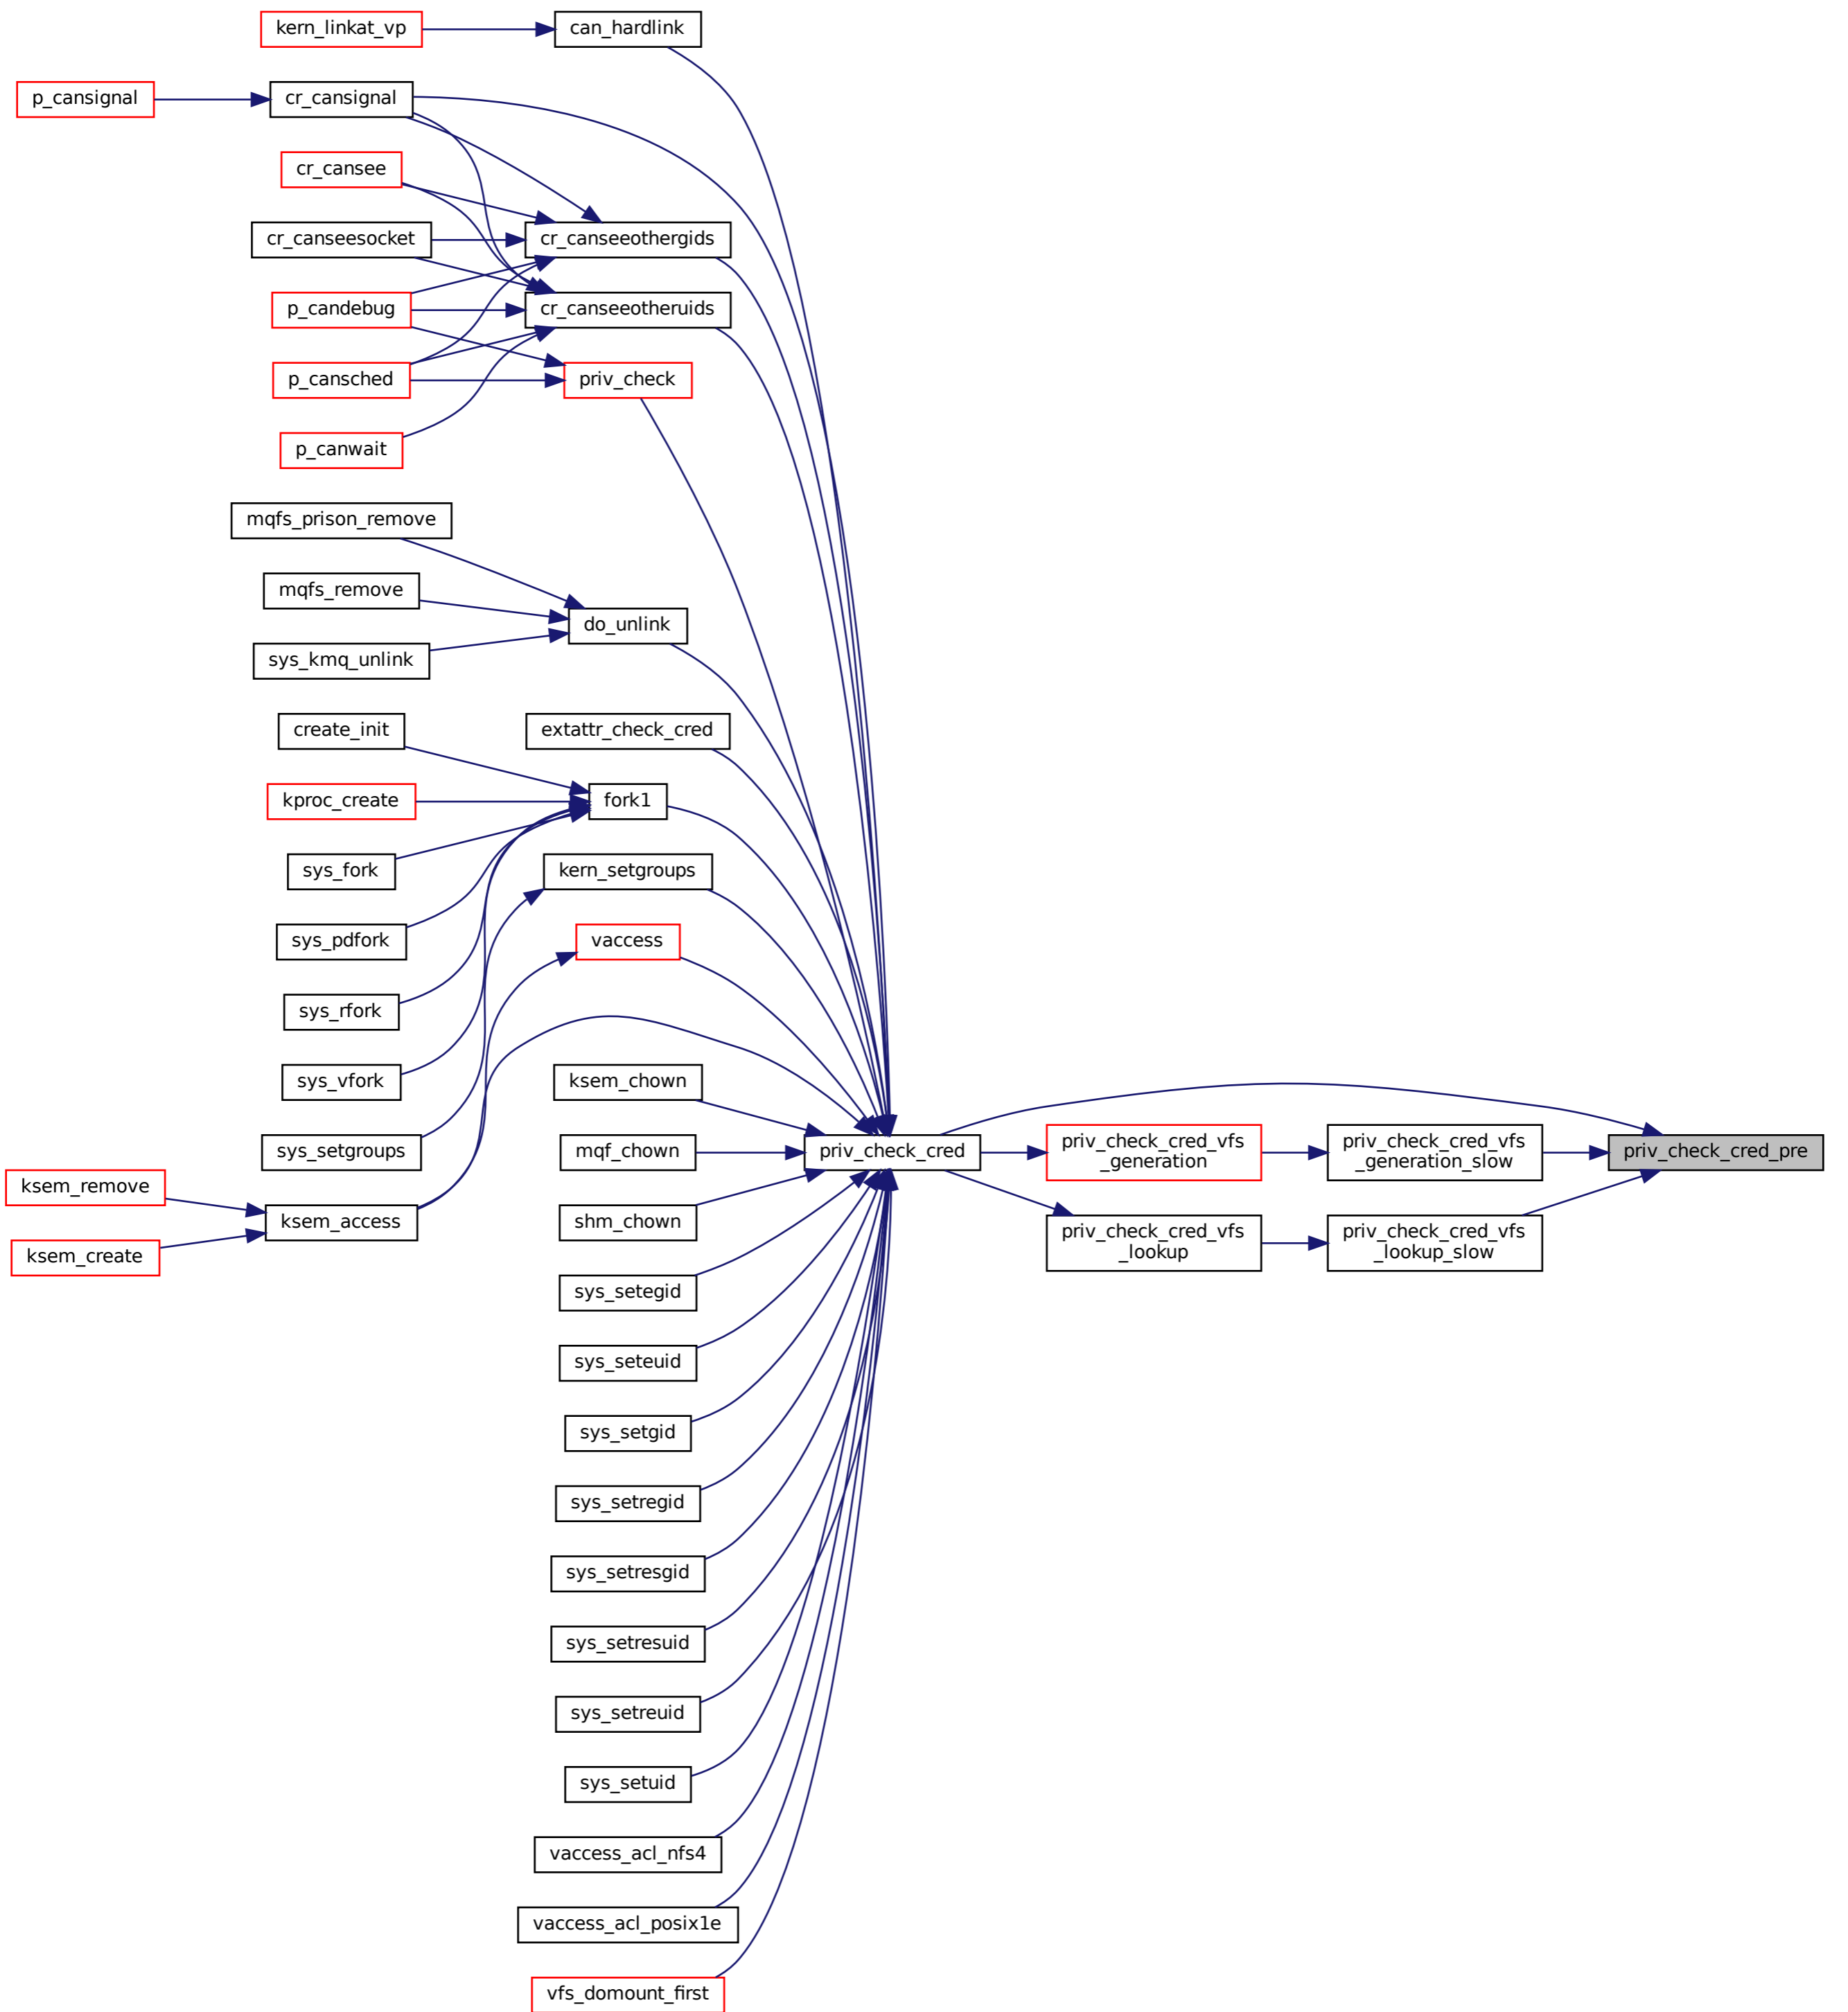 kern_linkat_vp
can_hardlink
p_cansignal
cr_cansignal
cr_cansee
cr_canseesocket
cr_canseeothergids
p_candebug
cr_canseeotheruids
p_cansched
priv_check
p_canwait
mqfs_prison_remove
mqfs_remove
do_unlink
sys_kmq_unlink
create_init
extattr_check_cred
kproc_create
fork1
sys_fork
kern_setgroups
sys_pdfork
vaccess
sys_rfork
sys_vfork
ksem_chown
sys_setgroups
mqf_chown
priv_check_cred
priv_check_cred_vfs
_generation
priv_check_cred_vfs
_generation_slow
priv_check_cred_pre
ksem_remove
ksem_access
shm_chown
ksem_create
priv_check_cred_vfs
_lookup
priv_check_cred_vfs
_lookup_slow
sys_setegid
sys_seteuid
sys_setgid
sys_setregid
sys_setresgid
sys_setresuid
sys_setreuid
sys_setuid
vaccess_acl_nfs4
vaccess_acl_posix1e
vfs_domount_first